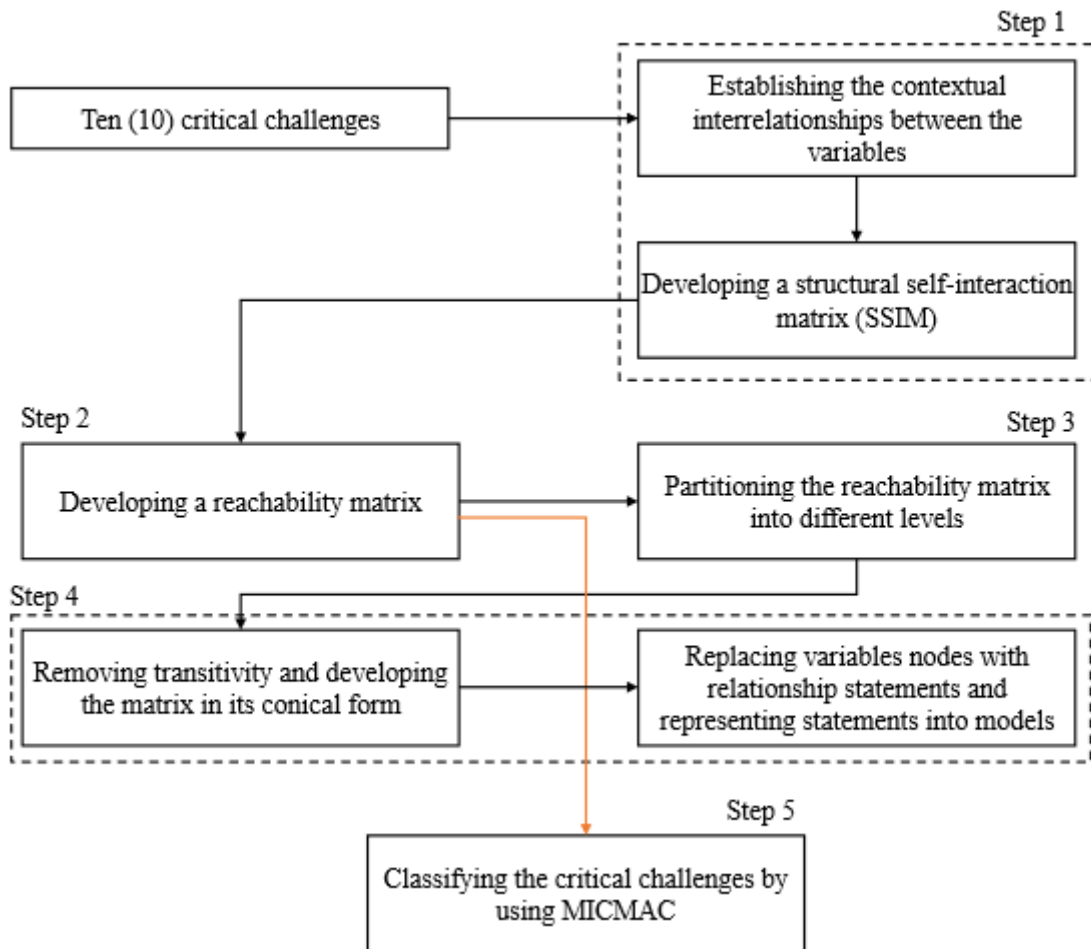 Step 1
Ten (10) critical challenges
Establishing the contextual
interrelationships between the
variables
Developing a structural self-interaction
matrix (SSIM)
Step 2
Developing a reachability matrix
Step 3
Partitioning the reachability matrix
into different levels
Step 4
Removing transitivity and developing
the matrix in its conical form
Replacing variables nodes with
relationship statements and
representing statements into models
Step 5
Classifying the critical challenges by
using MICMAC